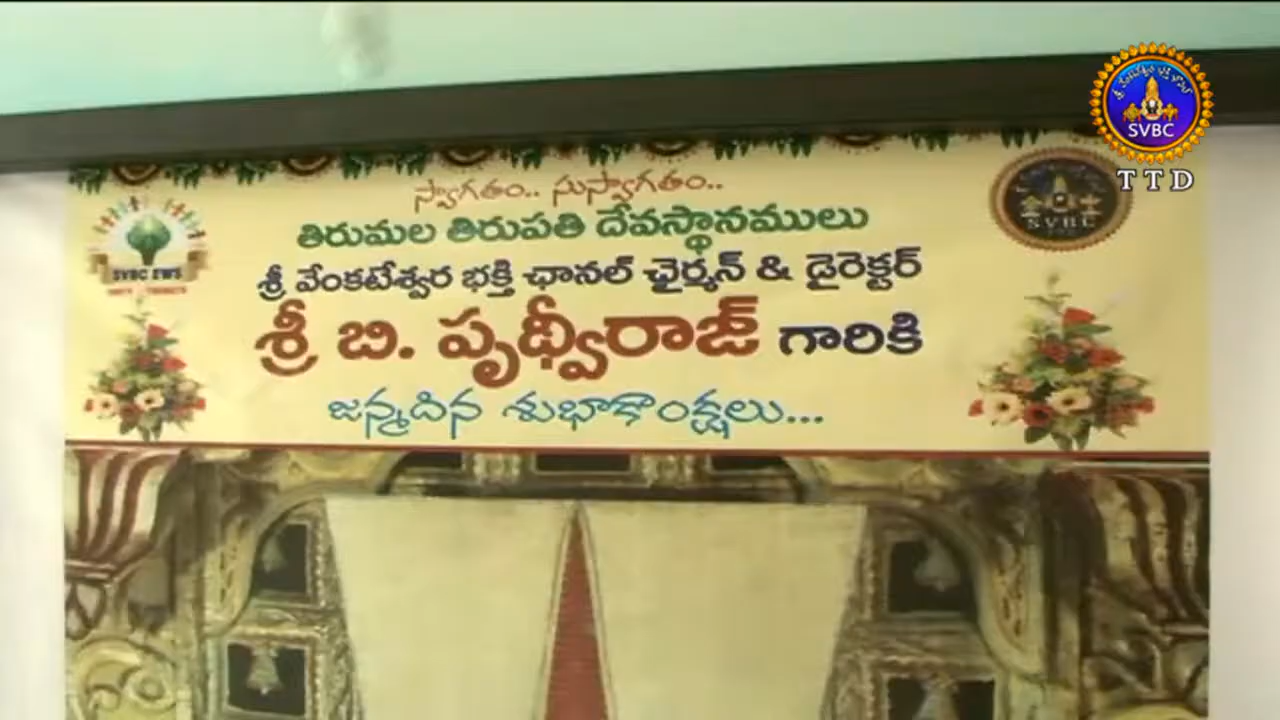 స్వాగతం.. సుస్వాగతం..
తిరుమల తిరుపతి దేవస్థానములు
శ్రీ వేంకటేశ్వర భక్తి ఛానల్ ఛైర్మన్ & డైరెక్టర్
శ్రీ బి. పృథ్వీరాజ్ గారికి
జన్మదిన శుభాకాంక్షలు...
SVBC EWS
SVBC
SVBC
TTD